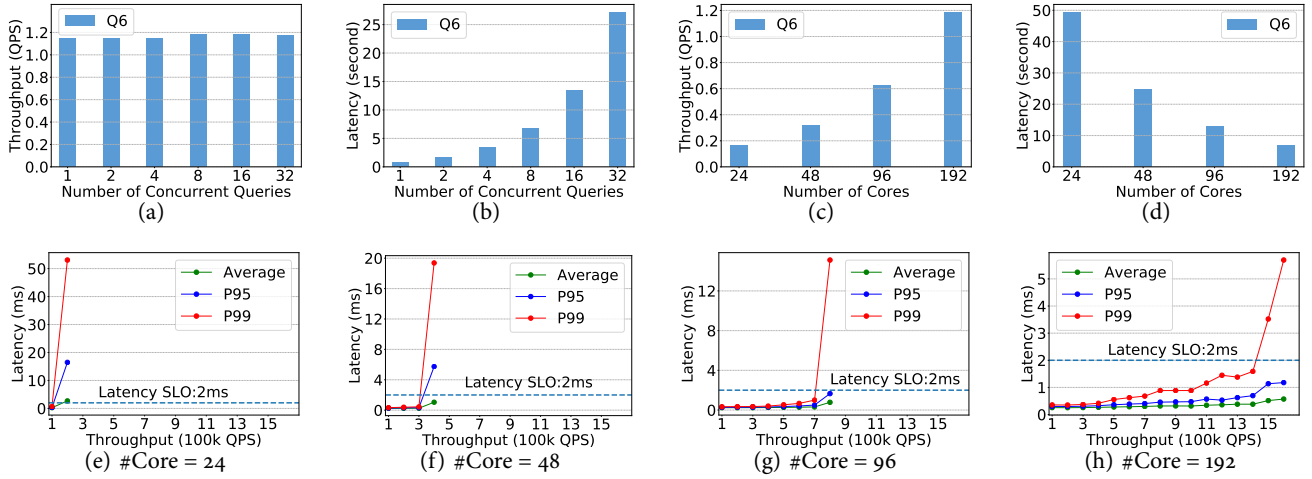 Throughput (QPS)
1.2
1.0
0.8
0.6
0.4
0.2
0.0
Q6
1 2 4 8 16 32
Number of Concurrent Queries
(a)
Latency (second)
25
20
15
10
5
0
Q6
1 2 4 8 16 32
Number of Concurrent Queries
(b)
Throughput (QPS)
1.2
1.0
0.8
0.6
0.4
0.2
0.0
Q6
24 48 96 192
Number of Cores
(c)
Latency (second)
50
40
30
20
10
0
Q6
24 48 96 192
Number of Cores
(d)
Latency (ms)
50
40
30
20
10
0
Average
P95
P99
Latency SLO:2ms
1 3 5 7 9 11 13 15
Throughput (100k QPS)
(e) #Core = 24
Latency (ms)
20
16
12
8
4
0
Average
P95
P99
Latency SLO:2ms
1 3 5 7 9 11 13 15
Throughput (100k QPS)
(f) #Core = 48
Latency (ms)
12
8
4
0
Average
P95
P99
Latency SLO:2ms
1 3 5 7 9 11 13 15
Throughput (100k QPS)
(g) #Core = 96
Latency (ms)
5
4
3
2
1
0
Average
P95
P99
Latency SLO:2ms
1 3 5 7 9 11 13 15
Throughput (100k QPS)
(h) #Core = 192